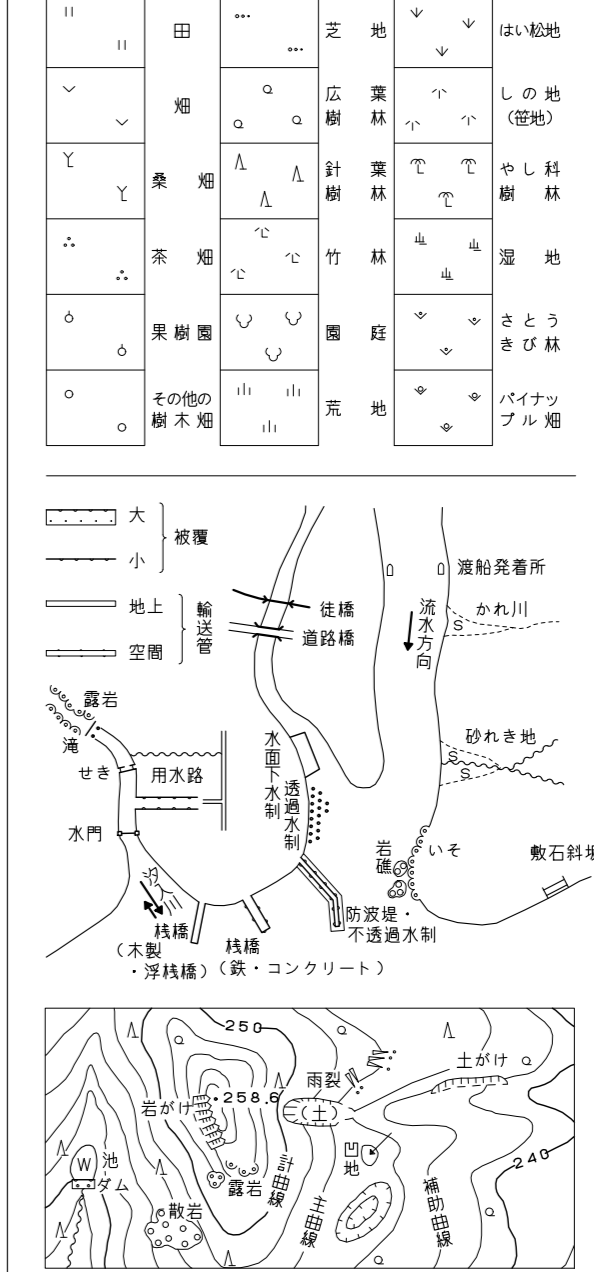 田
畑
桑畑
茶畑
果樹園
その他の
樹木畑
芝地
広葉
樹林
針葉
樹林
竹林
園庭
荒地
はい松地
しの地
(笹地)
やし科
樹林
湿地
さとう
きび林
パイナッ
プル畑
大
小
被覆
地上
空間
輸送管
徒橋
道路橋
渡船発着所
流水方向
かれ川
S
砂れき地
S
S
露岩
滝
せき
用水路
水門
水面下水制
透過水制
岩礁
いそ
敷石斜坂
防波堤・
不透過水制
桟橋
(木製
・浮桟橋)
桟橋
(鉄・コンクリート)
250
258.6
岩がけ
雨裂
土がけ
(土)
凹地
240
W
池
ダム
露岩
散岩
計曲線
主曲線
補助曲線